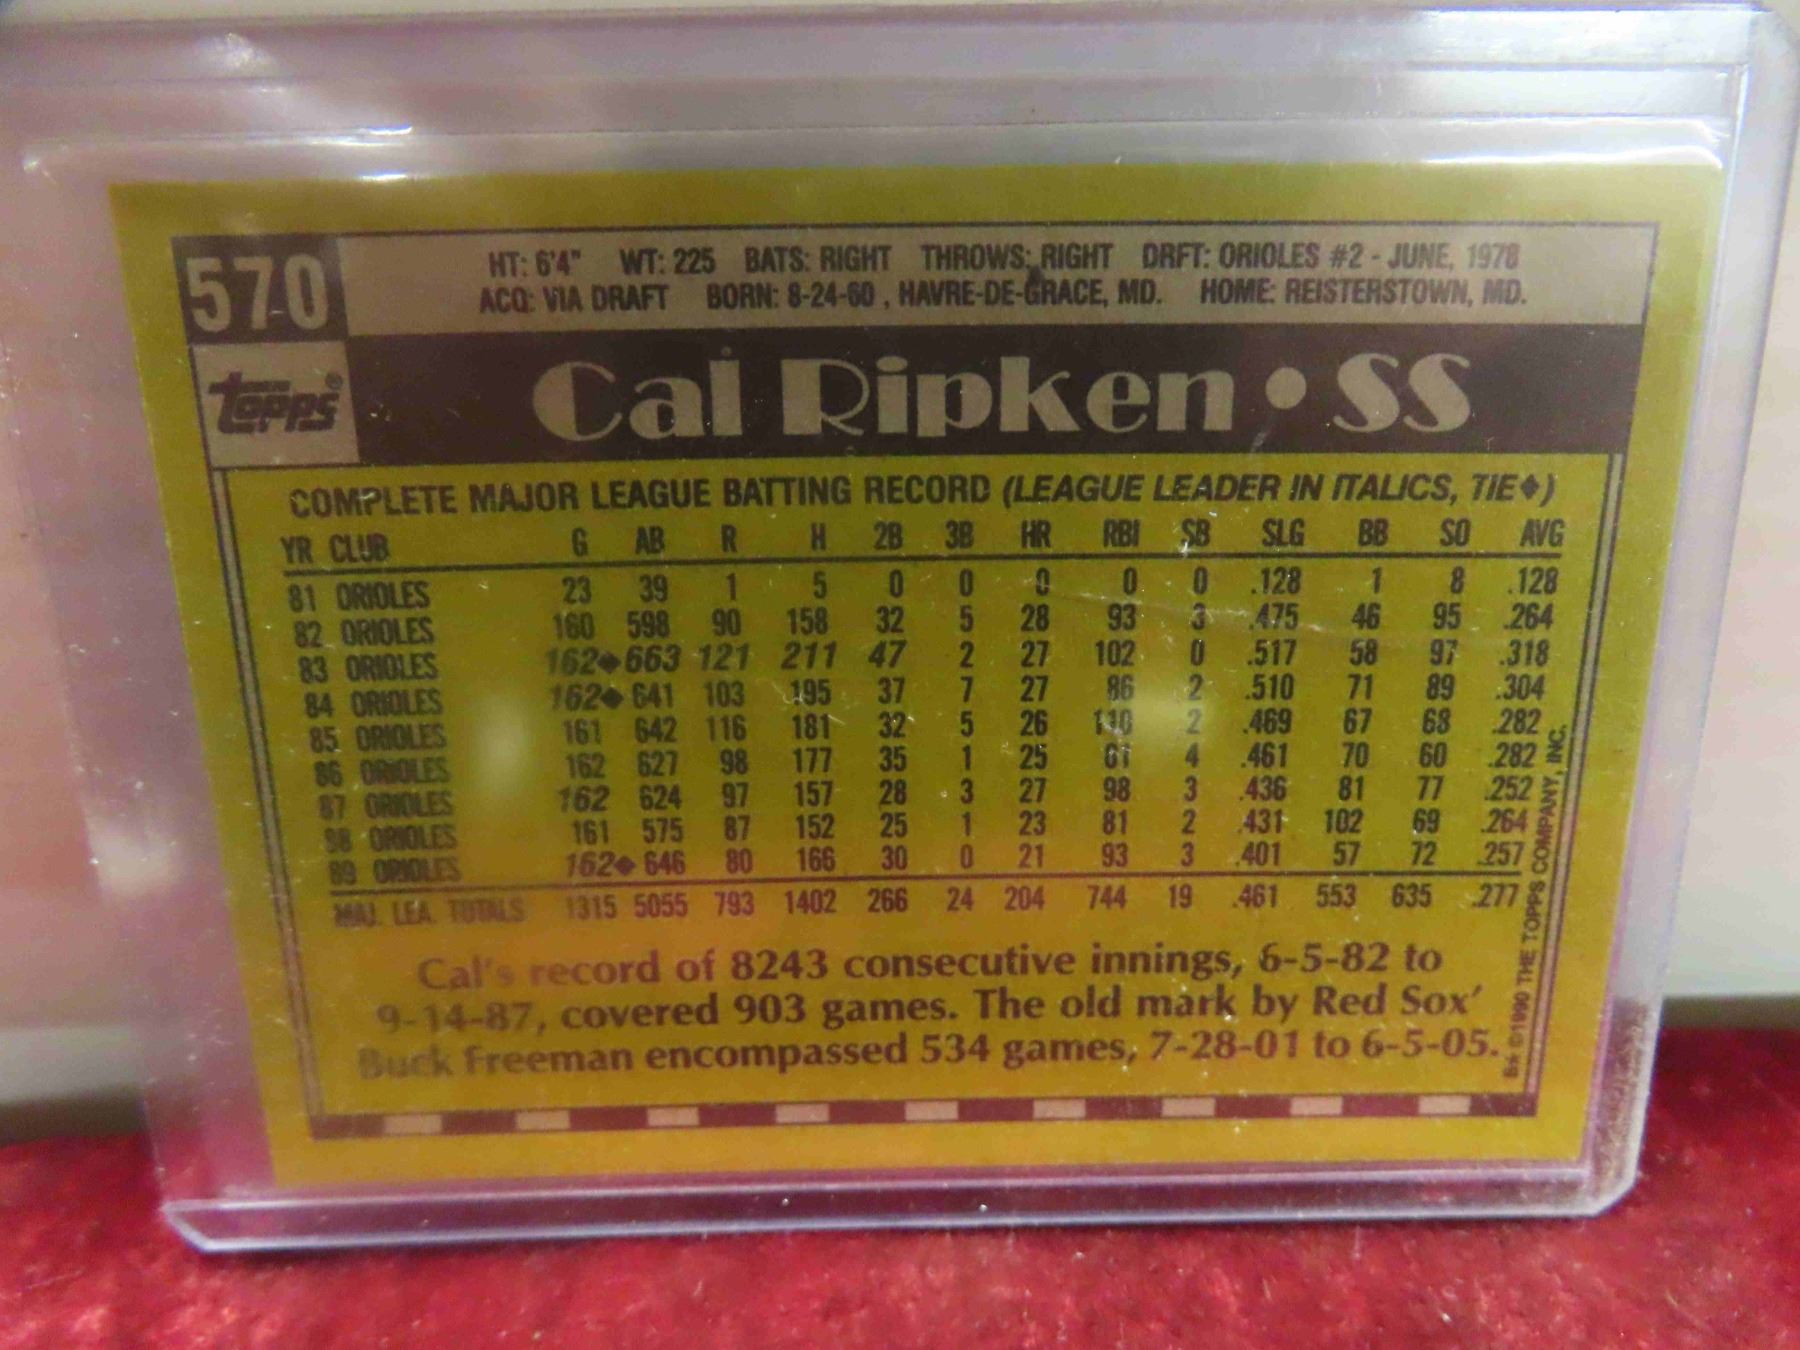 570
HT: 6'4" WT: 225 BATS: RIGHT THROWS: RIGHT DRFT: ORIOLES #2 - JUNE, 1978
ACQ: VIA DRAFT BORN: 8-24-60 , HAVRE-DE-GRACE, MD. HOME: REISTERSTOWN, MD.
Topps®
Cal Ripken • SS
COMPLETE MAJOR LEAGUE BATTING RECORD (LEAGUE LEADER IN ITALICS, TIE♦)
YR CLUB G AB R H 2B 3B HR RBI SB SLG BB SO AVG
81 ORIOLES 23 39 1 5 0 0 0 0 0 .128 1 8 .128
82 ORIOLES 160 598 90 158 32 5 28 93 3 .475 46 95 .264
83 ORIOLES 162♦ 663 121 211 47 2 27 102 0 .517 58 97 .318
84 ORIOLES 162♦ 641 103 195 37 7 27 86 2 .510 71 89 .304
85 ORIOLES 161 642 116 181 32 5 26 110 2 .469 67 68 .282
86 ORIOLES 162 627 98 177 35 1 25 81 4 .461 70 60 .282
87 ORIOLES 162 624 97 157 28 3 27 98 3 .436 81 77 .252
88 ORIOLES 161 575 87 152 25 1 23 81 2 .431 102 69 .264
89 ORIOLES 162♦ 646 80 166 30 0 21 93 3 .401 57 72 .257
MAJ. LEA. TOTALS 1315 5055 793 1402 266 24 204 744 19 .461 553 635 .277
Cal's record of 8243 consecutive innings, 6-5-82 to
9-14-87, covered 903 games. The old mark by Red Sox'
Buck Freeman encompassed 534 games, 7-28-01 to 6-5-05.
B★ ©1990 THE TOPPS COMPANY, INC.